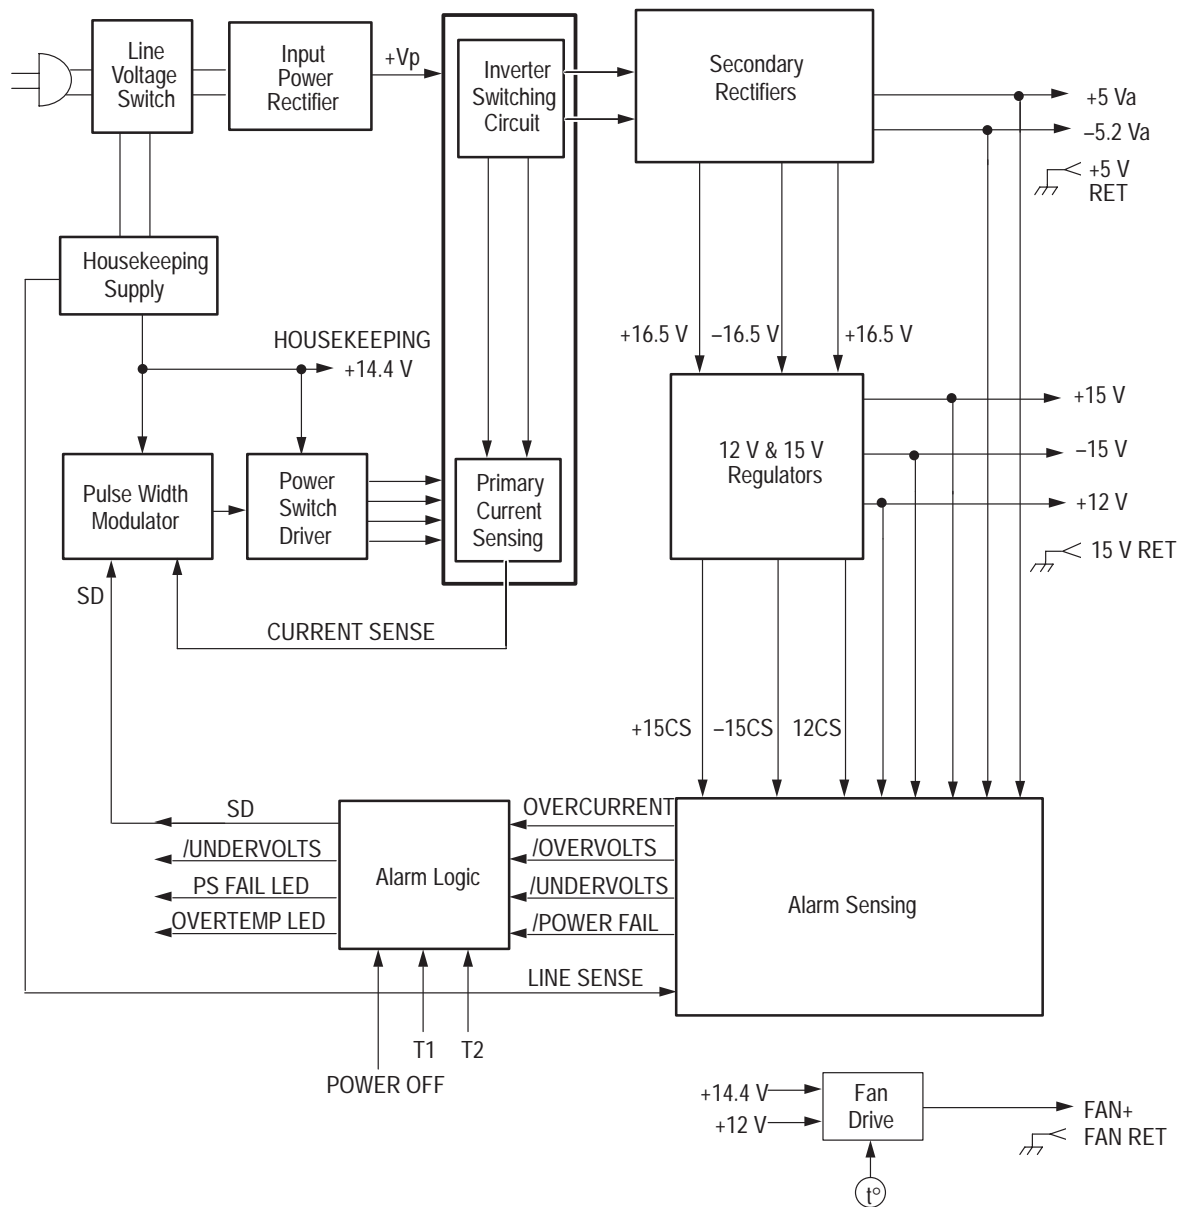 Line
Voltage
Switch
Input
Power
Rectifier
+Vp
Inverter
Switching
Circuit
Secondary
Rectifiers
+5 Va
–5.2 Va
+5 V
RET
Housekeeping
Supply
HOUSEKEEPING
+14.4 V
+16.5 V
–16.5 V
+16.5 V
12 V & 15 V
Regulators
+15 V
–15 V
+12 V
15 V RET
Pulse Width
Modulator
Power
Switch
Driver
Primary
Current
Sensing
SD
CURRENT SENSE
+15CS
–15CS
12CS
SD
/UNDERVOLTS
PS FAIL LED
OVERTEMP LED
Alarm Logic
OVERCURRENT
/OVERVOLTS
/UNDERVOLTS
/POWER FAIL
Alarm Sensing
LINE SENSE
T1
T2
POWER OFF
+14.4 V
+12 V
Fan
Drive
FAN+
FAN RET
t°